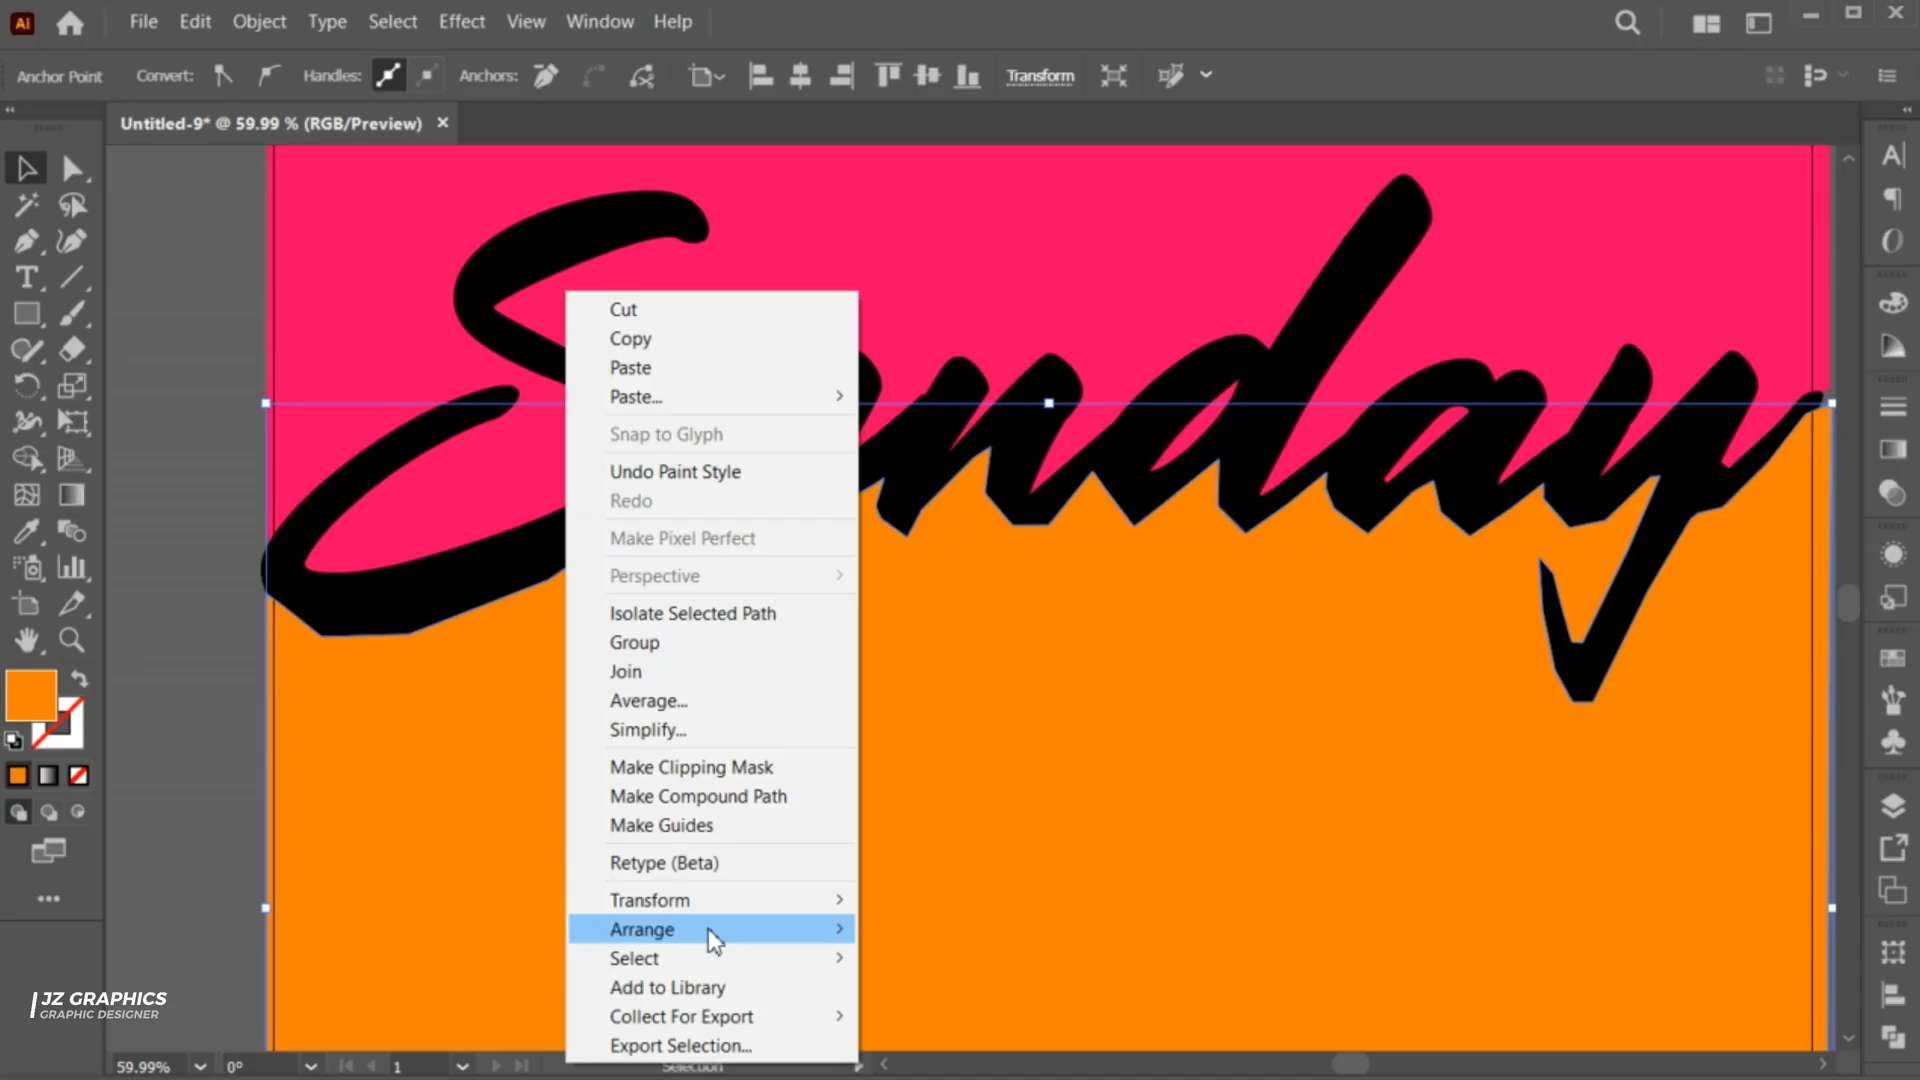 Ai File Edit Object Type Select Effect View Window Help
Anchor Point Convert: Handles: Anchors: Transform
Untitled-9* @ 59.99 % (RGB/Preview) ×
Sunday
Cut
Copy
Paste
Paste...
Snap to Glyph
Undo Paint Style
Redo
Make Pixel Perfect
Perspective
Isolate Selected Path
Group
Join
Average...
Simplify...
Make Clipping Mask
Make Compound Path
Make Guides
Retype (Beta)
Transform
Arrange
Select
Add to Library
Collect For Export
Export Selection...
JZ GRAPHICS
GRAPHIC DESIGNER
59.99% 0° 1 Selection